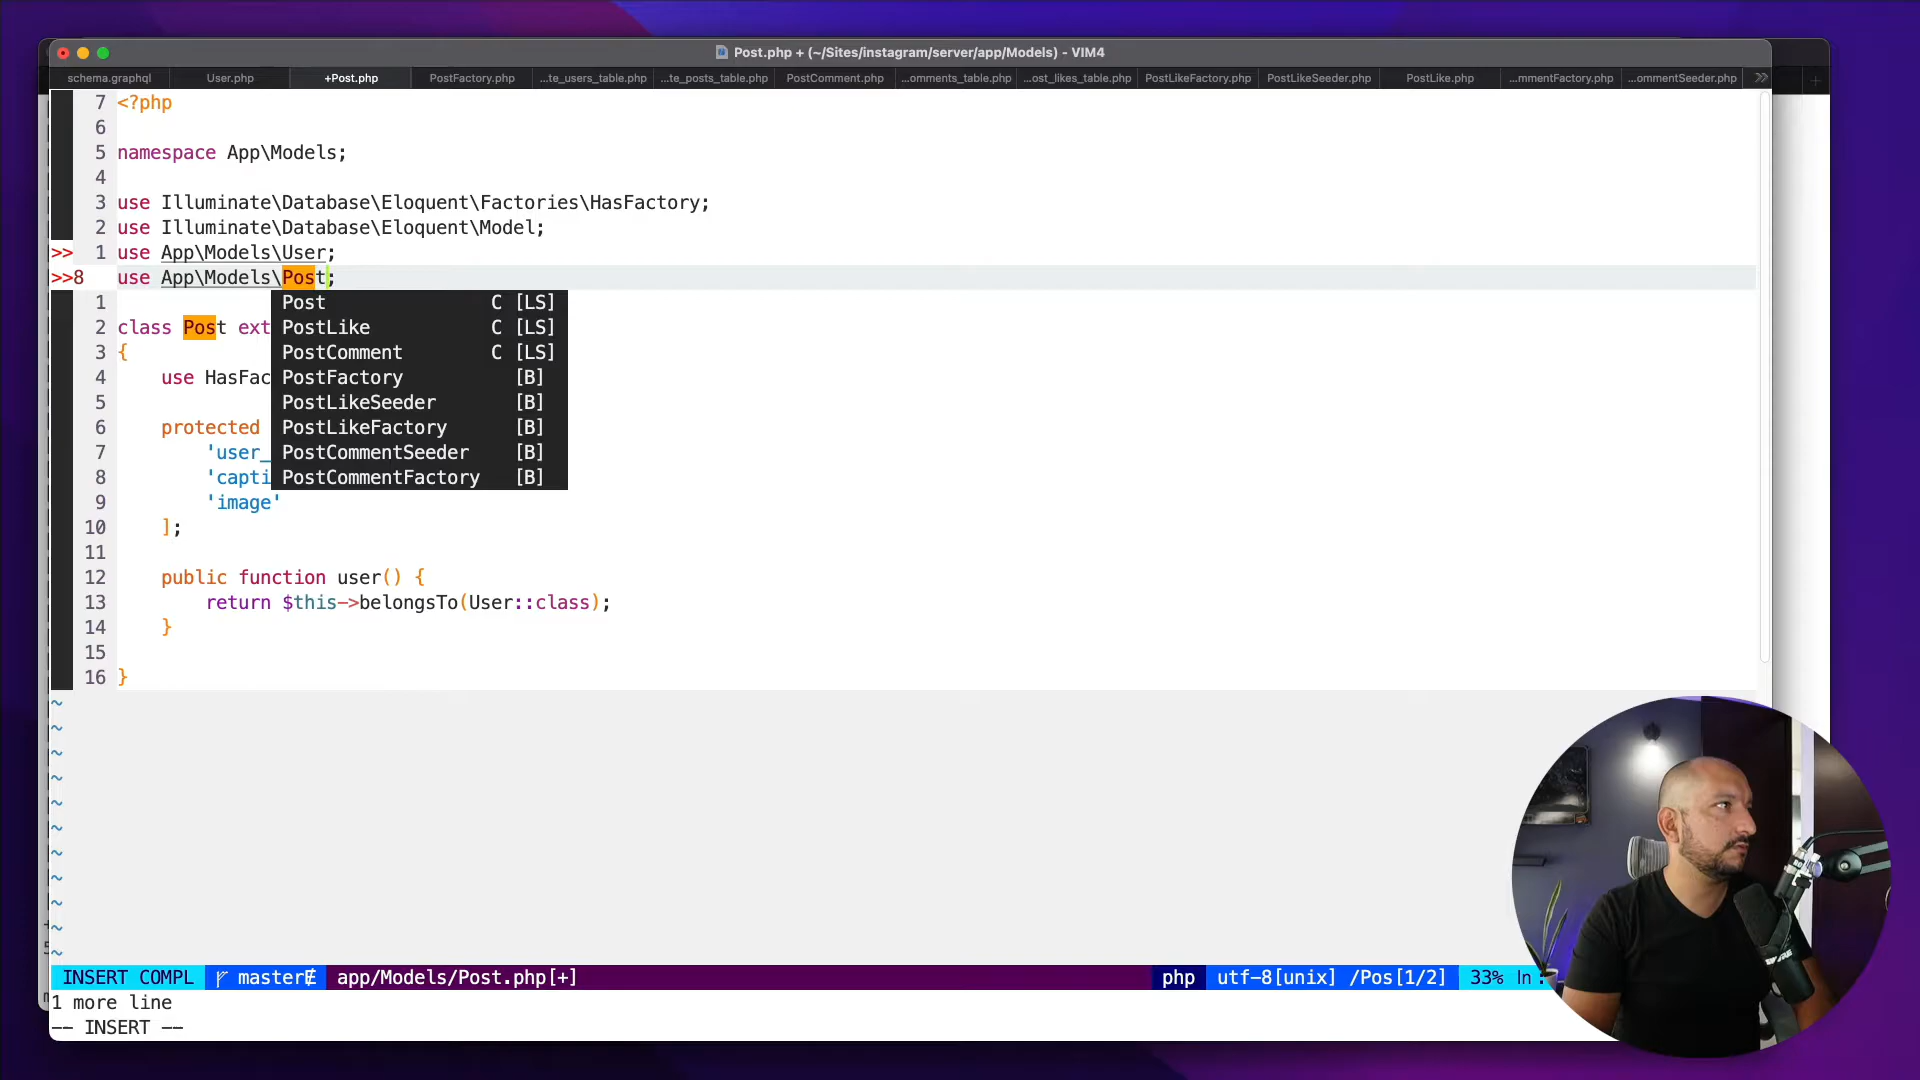 Post.php + (~/Sites/instagram/server/app/Models) - VIM4
schema.graphql User.php +Post.php PostFactory.php ...te_users_table.php ...te_posts_table.php PostComment.php ...omments_table.php ...ost_likes_table.php PostLikeFactory.php PostLikeSeeder.php PostLike.php ...mmentFactory.php ...ommentSeeder.php >>
7 <?php
6
5 namespace App\Models;
4
3 use Illuminate\Database\Eloquent\Factories\HasFactory;
2 use Illuminate\Database\Eloquent\Model;
>> 1 use App\Models\User;
>>8 use App\Models\Post;
1 Post C [LS]
2 class Post ext PostLike C [LS]
3 { PostComment C [LS]
4 use HasFac PostFactory [B]
5 PostLikeSeeder [B]
6 protected PostLikeFactory [B]
7 'user_ PostCommentSeeder [B]
8 'capti PostCommentFactory [B]
9 'image'
10 ];
11
12 public function user() {
13 return $this->belongsTo(User::class);
14 }
15
16 }
~
~
~
~
~
~
~
~
~
~
~
INSERT COMPL master app/Models/Post.php[+] php utf-8[unix] /Pos[1/2] 33% ln :
1 more line
-- INSERT --